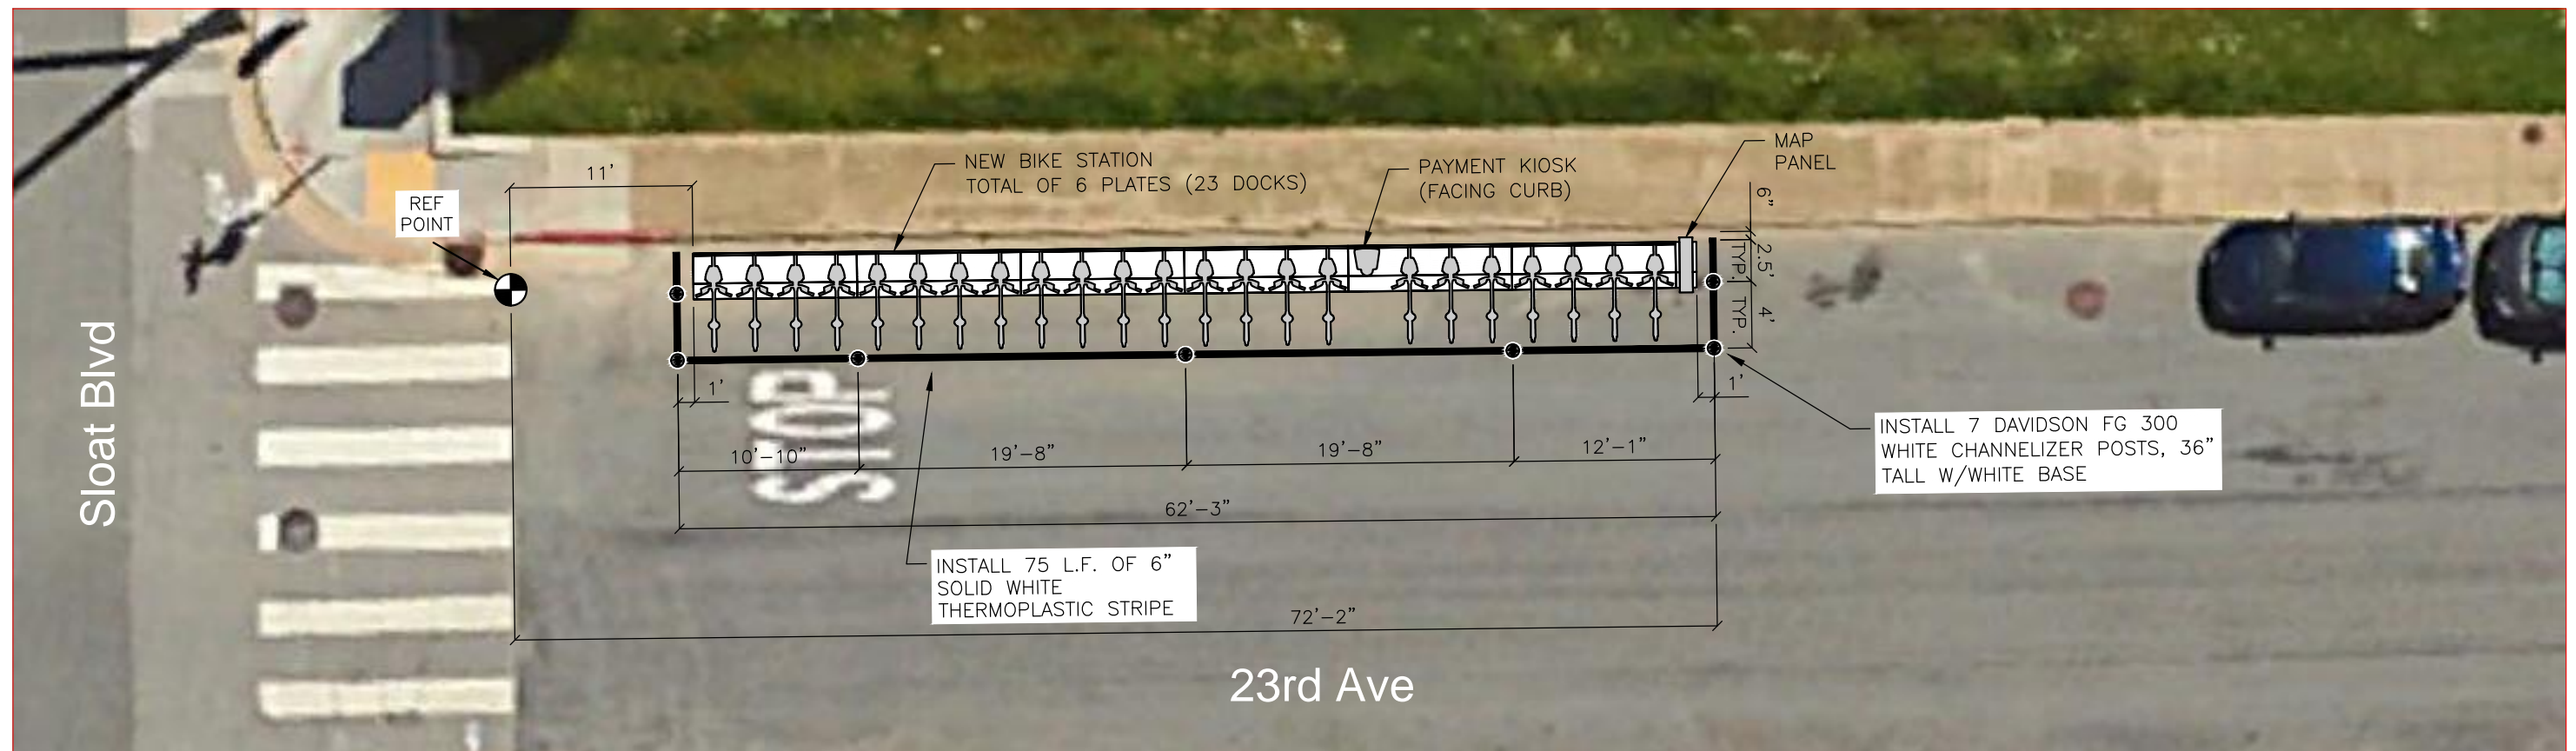 MAP
PANEL
NEW BIKE STATION
TOTAL OF 6 PLATES (23 DOCKS)
PAYMENT KIOSK
(FACING CURB)
11'
6"
REF
POINT
2.5'
TYP.
4'
TYP.
1'
1'
STOP
10'-10"
19'-8"
19'-8"
12'-1"
INSTALL 7 DAVIDSON FG 300
WHITE CHANNELIZER POSTS, 36"
TALL W/WHITE BASE
62'-3"
INSTALL 75 L.F. OF 6"
SOLID WHITE
THERMOPLASTIC STRIPE
72'-2"
Sloat Blvd
23rd Ave